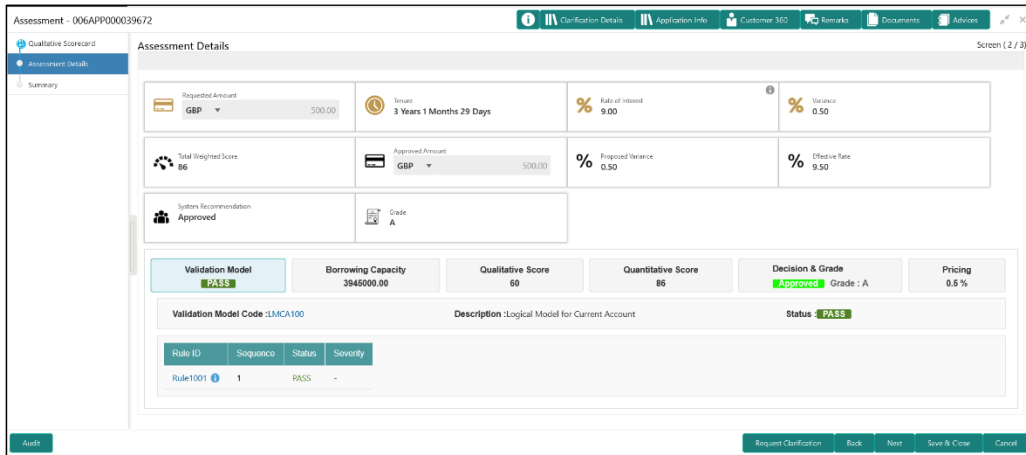 Assessment - 006APP000039672
Clarification Details
Application Info
Customer 360
Remarks
Documents
Advices
Qualitative Scorecard
Assessment Details
Summary
Assessment Details
Screen ( 2 / 3)
Requested Amount
GBP 500.00
Tenure
3 Years 1 Months 29 Days
Rate of Interest
9.00
Variance
0.50
Total Weighted Score
86
Approved Amount
GBP 500.00
Proposed Variance
0.50
Effective Rate
9.50
System Recommendation
Approved
Grade
A
Validation Model
PASS
Borrowing Capacity
3945000.00
Qualitative Score
60
Quantitative Score
86
Decision & Grade
Approved Grade : A
Pricing
0.5 %
Validation Model Code :LMCA100
Description :Logical Model for Current Account
Status : PASS
Rule ID Sequence Status Severity
Rule1001 1 PASS -
Audit
Request Clarification
Back
Next
Save & Close
Cancel